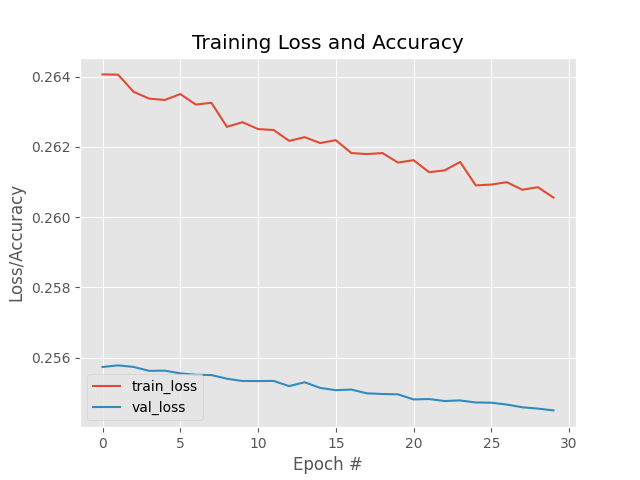 Training Loss and Accuracy
Loss/Accuracy
0.264
0.262
0.260
0.258
0.256
train_loss
val_loss
0 5 10 15 20 25 30
Epoch #